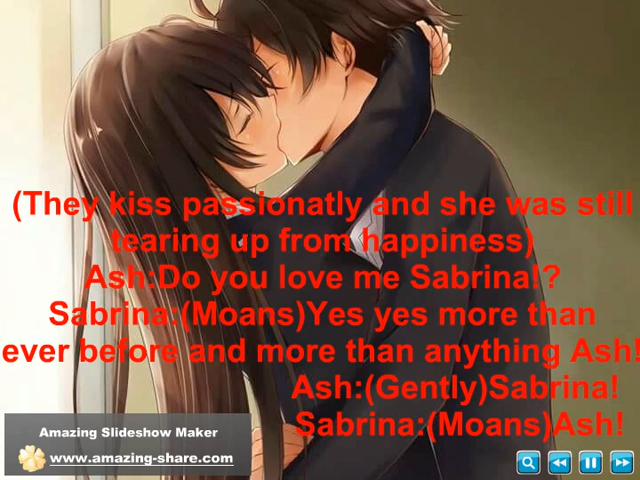 (They kiss passionatly and she was still
tearing up from happiness)
Ash:Do you love me Sabrina!?
Sabrina:(Moans)Yes yes more than
ever before and more than anything Ash!
Ash:(Gently)Sabrina!
Sabrina:(Moans)Ash!
Amazing Slideshow Maker
www.amazing-share.com